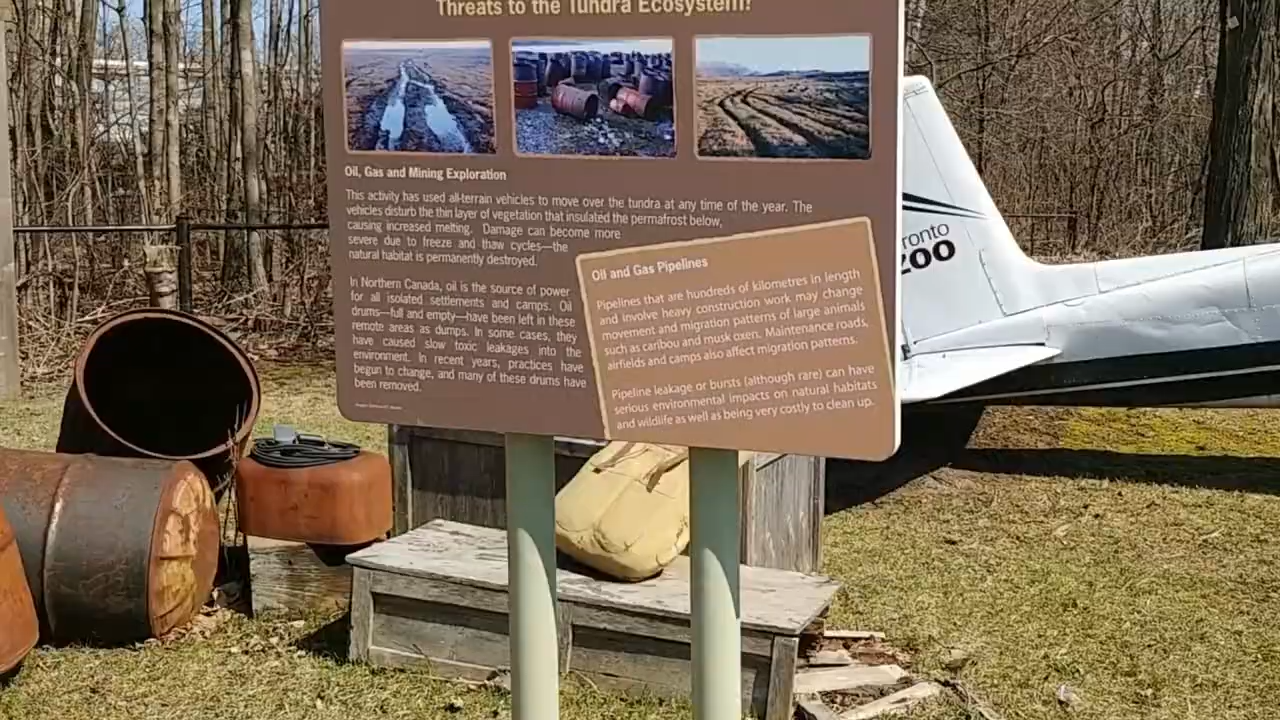 Threats to the Tundra Ecosystem!
Oil, Gas and Mining Exploration
This activity has used all-terrain vehicles to move over the tundra at any time of the year. The
vehicles disturb the thin layer of vegetation that insulated the permafrost below,
causing increased melting. Damage can become more
severe due to freeze and thaw cycles—the
natural habitat is permanently destroyed.
In Northern Canada, oil is the source of power
for all isolated settlements and camps. Oil
drums—full and empty—have been left in these
remote areas as dumps. In some cases, they
have caused slow toxic leakages into the
environment. In recent years, practices have
begun to change, and many of these drums have
been removed.
Oil and Gas Pipelines
Pipelines that are hundreds of kilometres in length
and involve heavy construction work may change
movement and migration patterns of large animals
such as caribou and musk oxen. Maintenance roads,
airfields and camps also affect migration patterns.
Pipeline leakage or bursts (although rare) can have
serious environmental impacts on natural habitats
and wildlife as well as being very costly to clean up.
ronto
ZOO